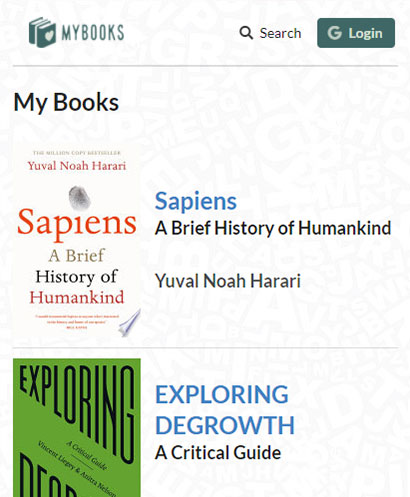 MYBOOKS
Search
G Login
My Books
THE MILLION COPY BESTSELLER
Yuval Noah Harari
Sapiens
A Brief
History of
Humankind
Sapiens
A Brief History of Humankind
Yuval Noah Harari
EXPLORING
A Critical Guide
Vincent Liegey & Anitra Nelson
EXPLORING
DEGROWTH
A Critical Guide